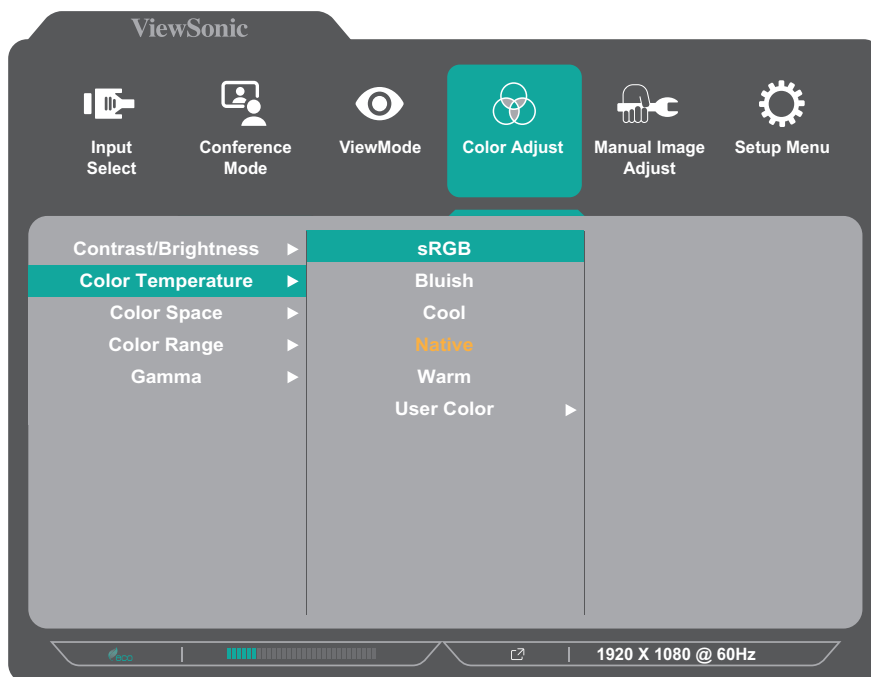 ViewSonic
Input Select
Conference Mode
ViewMode
Color Adjust
Manual Image Adjust
Setup Menu
Contrast/Brightness
Color Temperature
Color Space
Color Range
Gamma
sRGB
Bluish
Cool
Native
Warm
User Color
eco
1920 X 1080 @ 60Hz